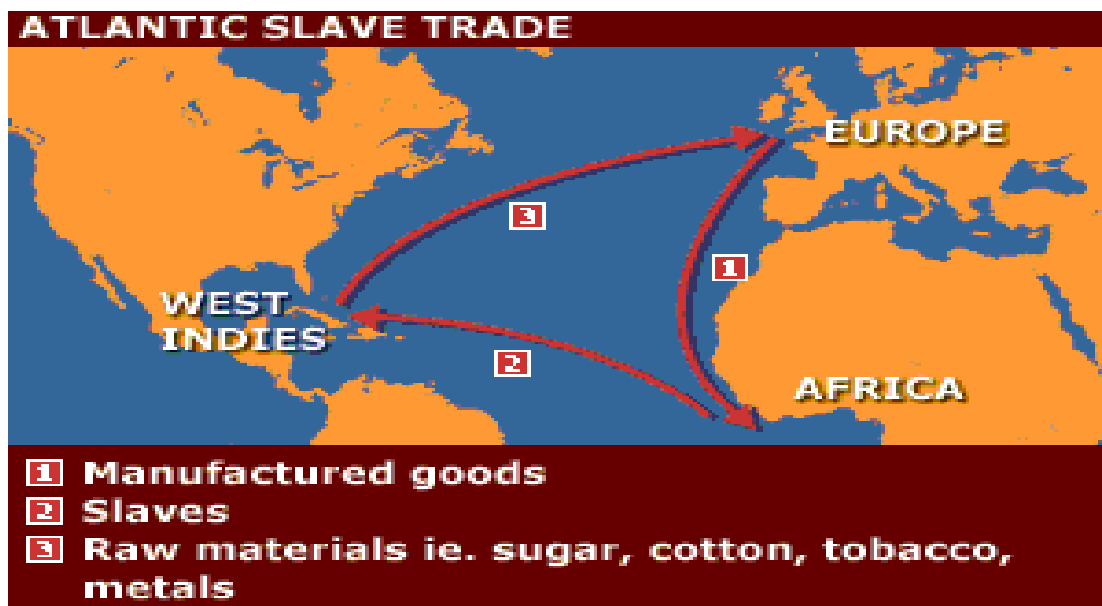 ATLANTIC SLAVE TRADE
EUROPE
3
1
WEST
INDIES
2
AFRICA
1 Manufactured goods
2 Slaves
3 Raw materials ie. sugar, cotton, tobacco,
metals